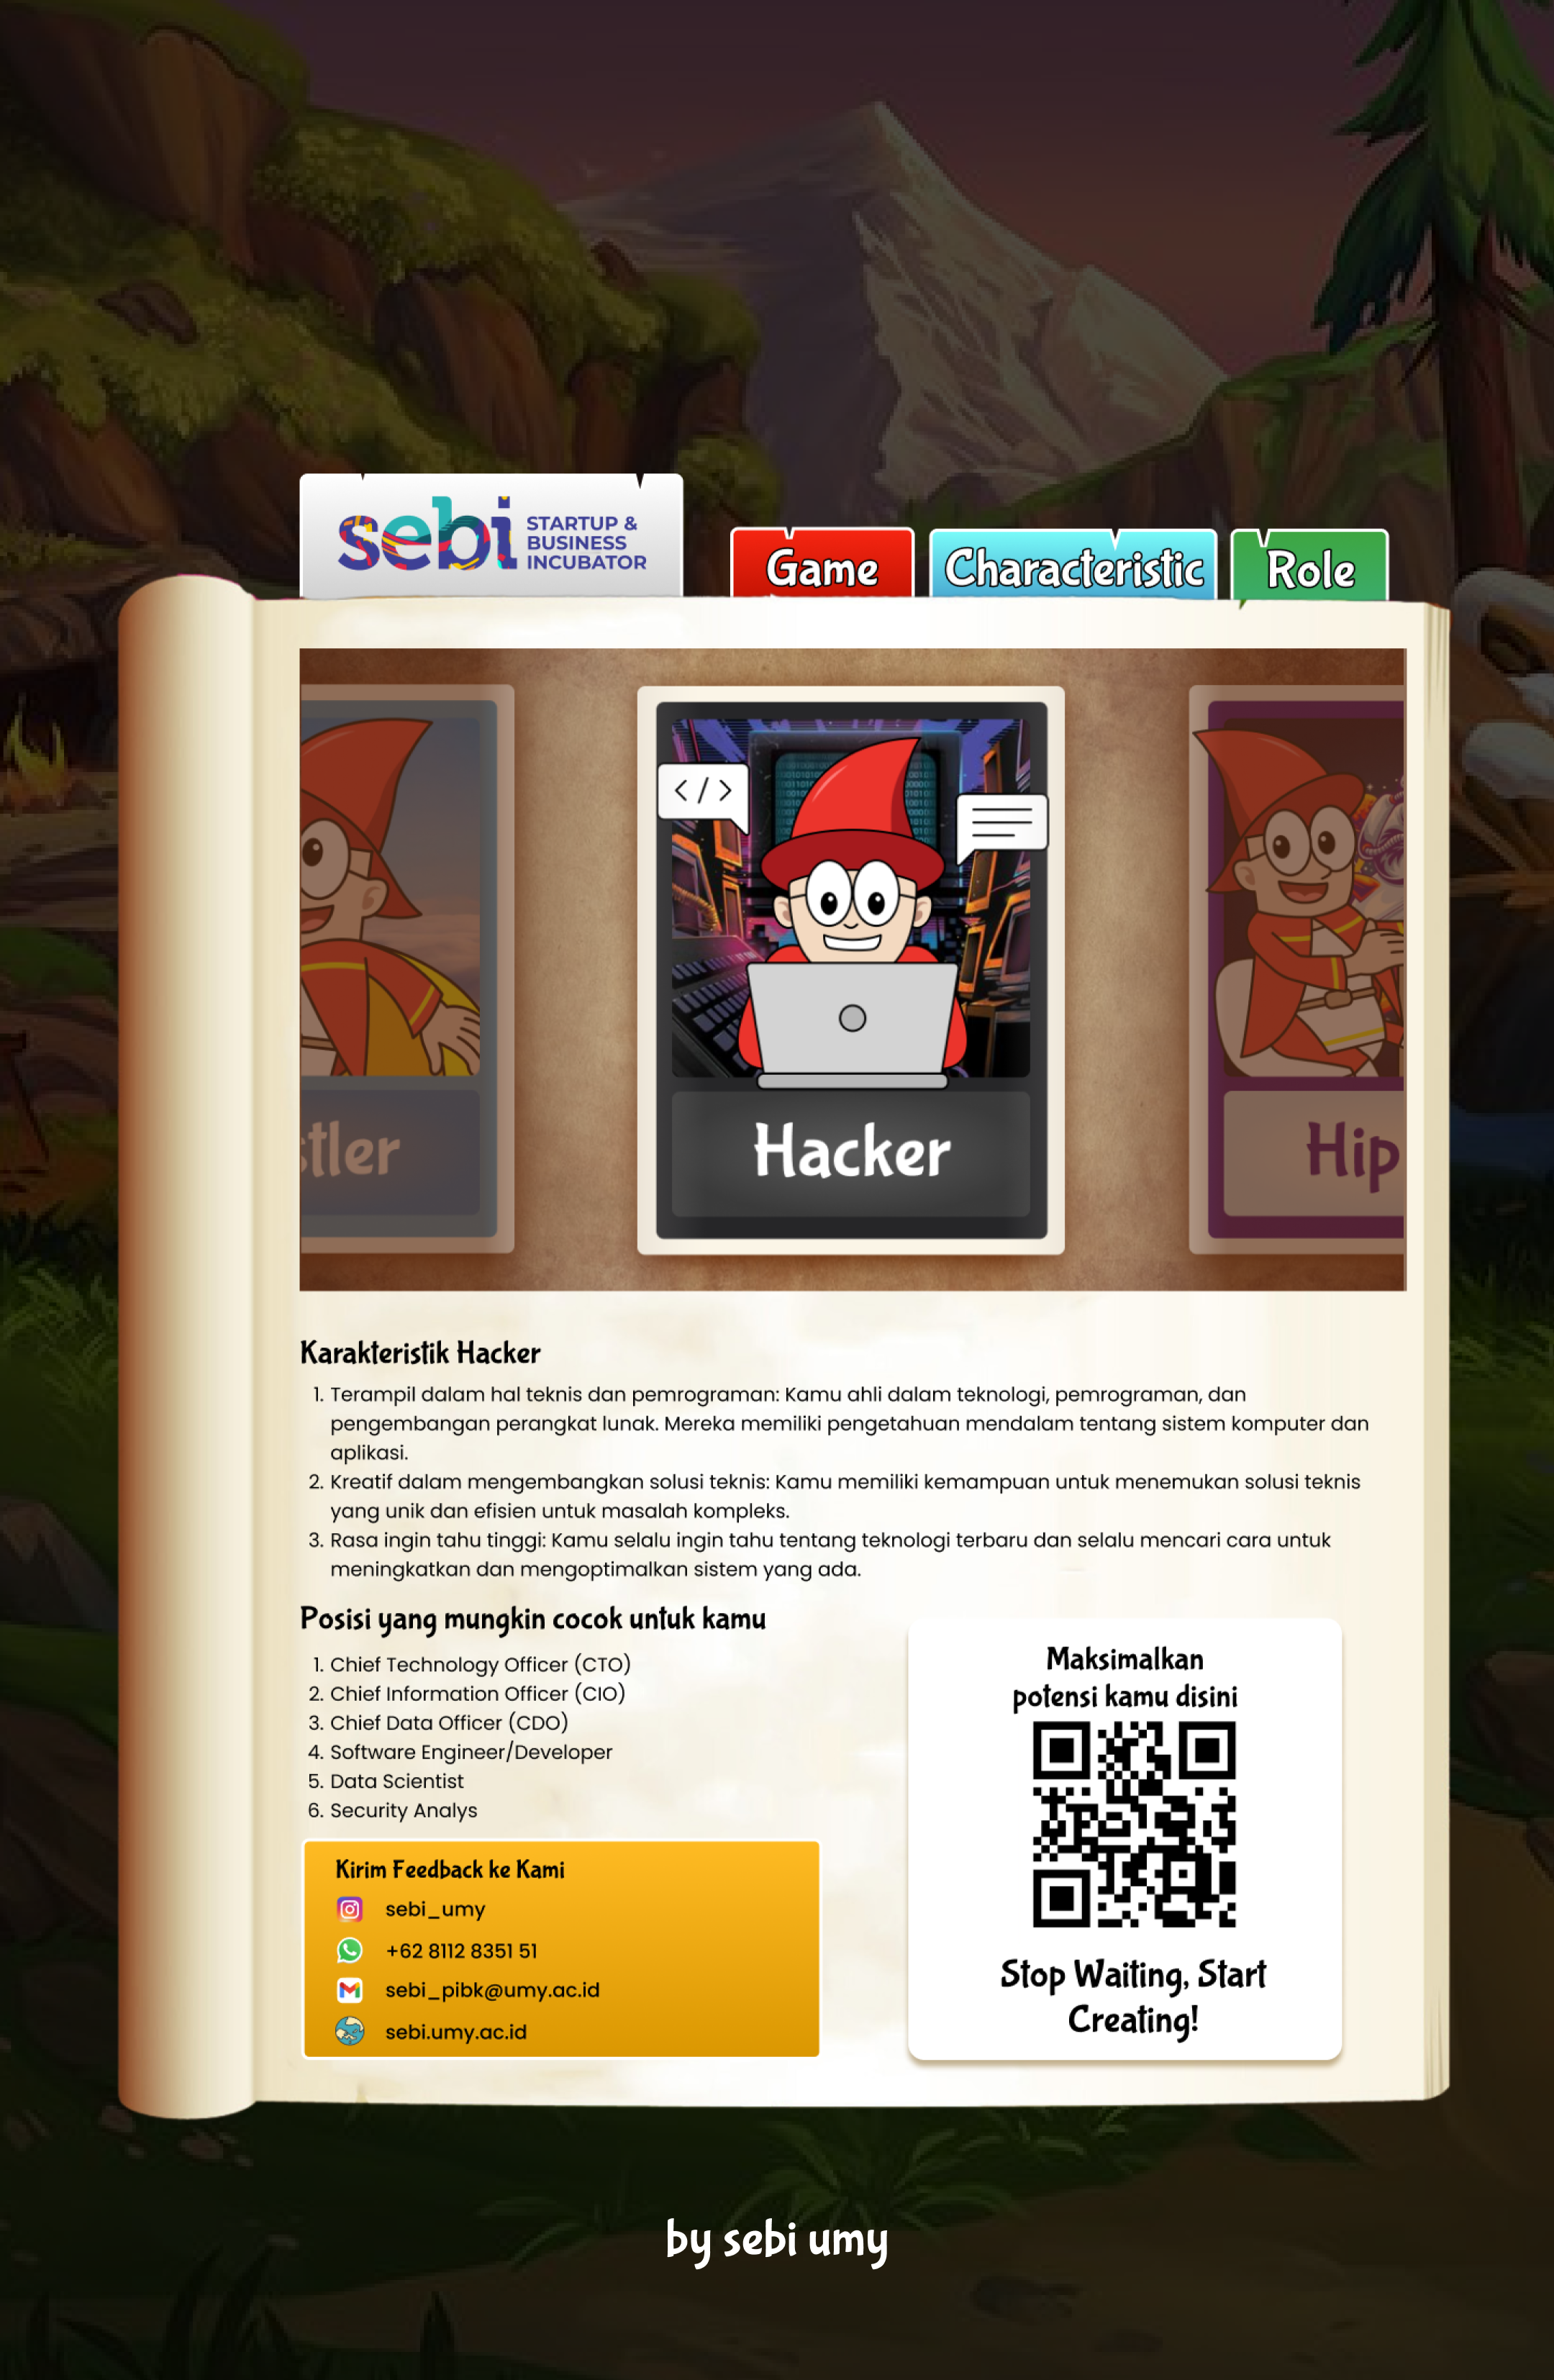 sebi STARTUP &
BUSINESS
INCUBATOR
Game
Characteristic
Role
stler
</>
Hacker
Hip
Karakteristik Hacker
1. Terampil dalam hal teknis dan pemrograman: Kamu ahli dalam teknologi, pemrograman, dan
pengembangan perangkat lunak. Mereka memiliki pengetahuan mendalam tentang sistem komputer dan
aplikasi.
2. Kreatif dalam mengembangkan solusi teknis: Kamu memiliki kemampuan untuk menemukan solusi teknis
yang unik dan efisien untuk masalah kompleks.
3. Rasa ingin tahu tinggi: Kamu selalu ingin tahu tentang teknologi terbaru dan selalu mencari cara untuk
meningkatkan dan mengoptimalkan sistem yang ada.
Posisi yang mungkin cocok untuk kamu
1. Chief Technology Officer (CTO)
2. Chief Information Officer (CIO)
3. Chief Data Officer (CDO)
4. Software Engineer/Developer
5. Data Scientist
6. Security Analys
Kirim Feedback ke Kami
sebi_umy
+62 8112 8351 51
sebi_pibk@umy.ac.id
sebi.umy.ac.id
Maksimalkan
potensi kamu disini
Stop Waiting, Start
Creating!
by sebi umy